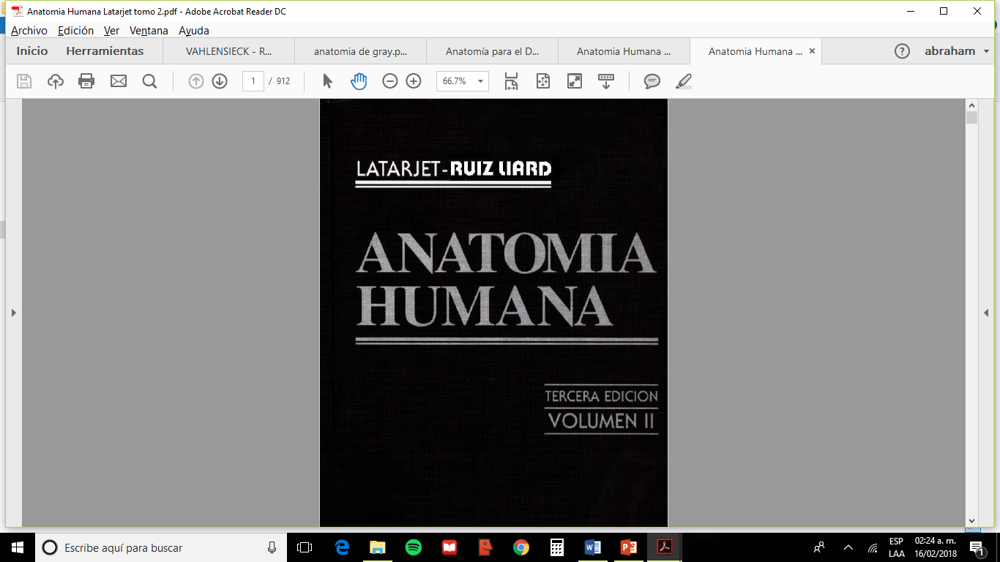 Anatomia Humana Latarjet tomo 2.pdf - Adobe Acrobat Reader DC
Archivo Edición Ver Ventana Ayuda
Inicio Herramientas VAHLENSIECK - R... anatomia de gray.p... Anatomía para el D... Anatomia Humana ... Anatomia Humana ... abraham
1 / 912 66.7%
LATARJET-RUIZ LIARD
ANATOMIA
HUMANA
TERCERA EDICION
VOLUMEN II
Escribe aquí para buscar
ESP 02:24 a. m.
LAA 16/02/2018 1